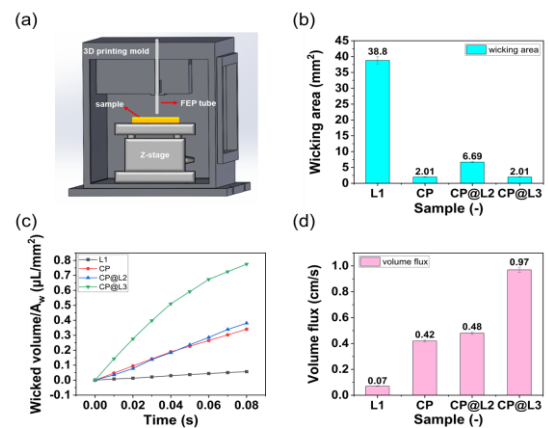 (a)
3D printing mold
sample
FEP tube
Z-stage
(b)
Wicking area (mm²)
45
40
35
30
25
20
15
10
5
0
wicking area
38.8
2.01
6.69
2.01
L1 CP CP@L2 CP@L3
Sample (-)
(c)
Wicked volume/A_w (μL/mm²)
0.8
0.7
0.6
0.5
0.4
0.3
0.2
0.1
0.0
-0.1
L1
CP
CP@L2
CP@L3
0.00 0.02 0.04 0.06 0.08
Time (s)
(d)
Volume flux (cm/s)
1.0
0.8
0.6
0.4
0.2
0.0
volume flux
0.07
0.42
0.48
0.97
L1 CP CP@L2 CP@L3
Sample (-)